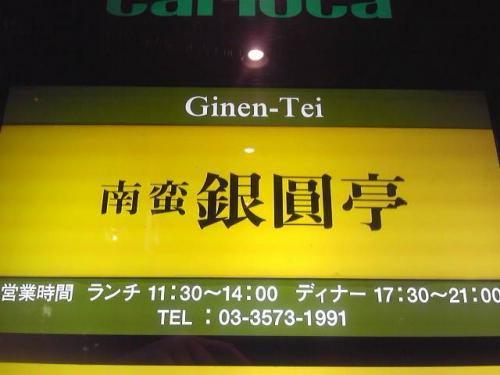 carioca
Ginen-Tei
南蛮 銀圓亭
営業時間 ランチ 11:30〜14:00 ディナー 17:30〜21:00
TEL : 03-3573-1991